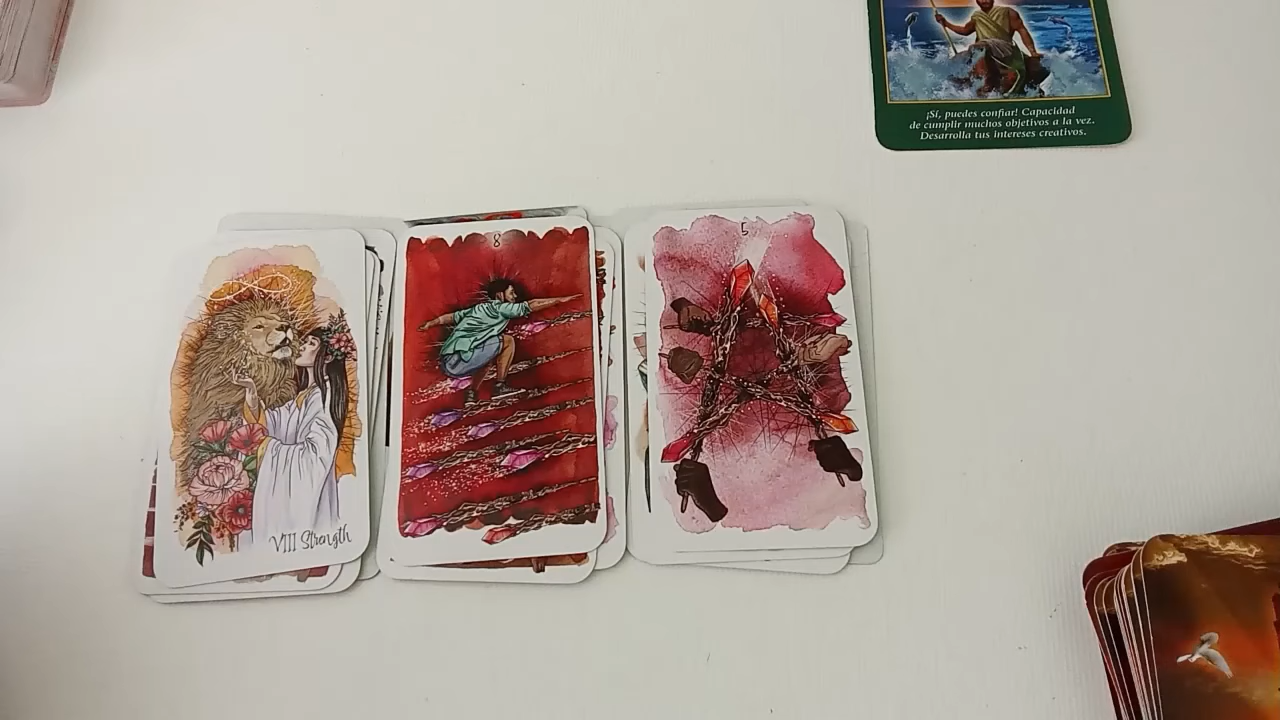 ¡Sí, puedes confiar! Capacidad
de cumplir muchos objetivos a la vez.
Desarrolla tus intereses creativos.
8
5
VIII Strength